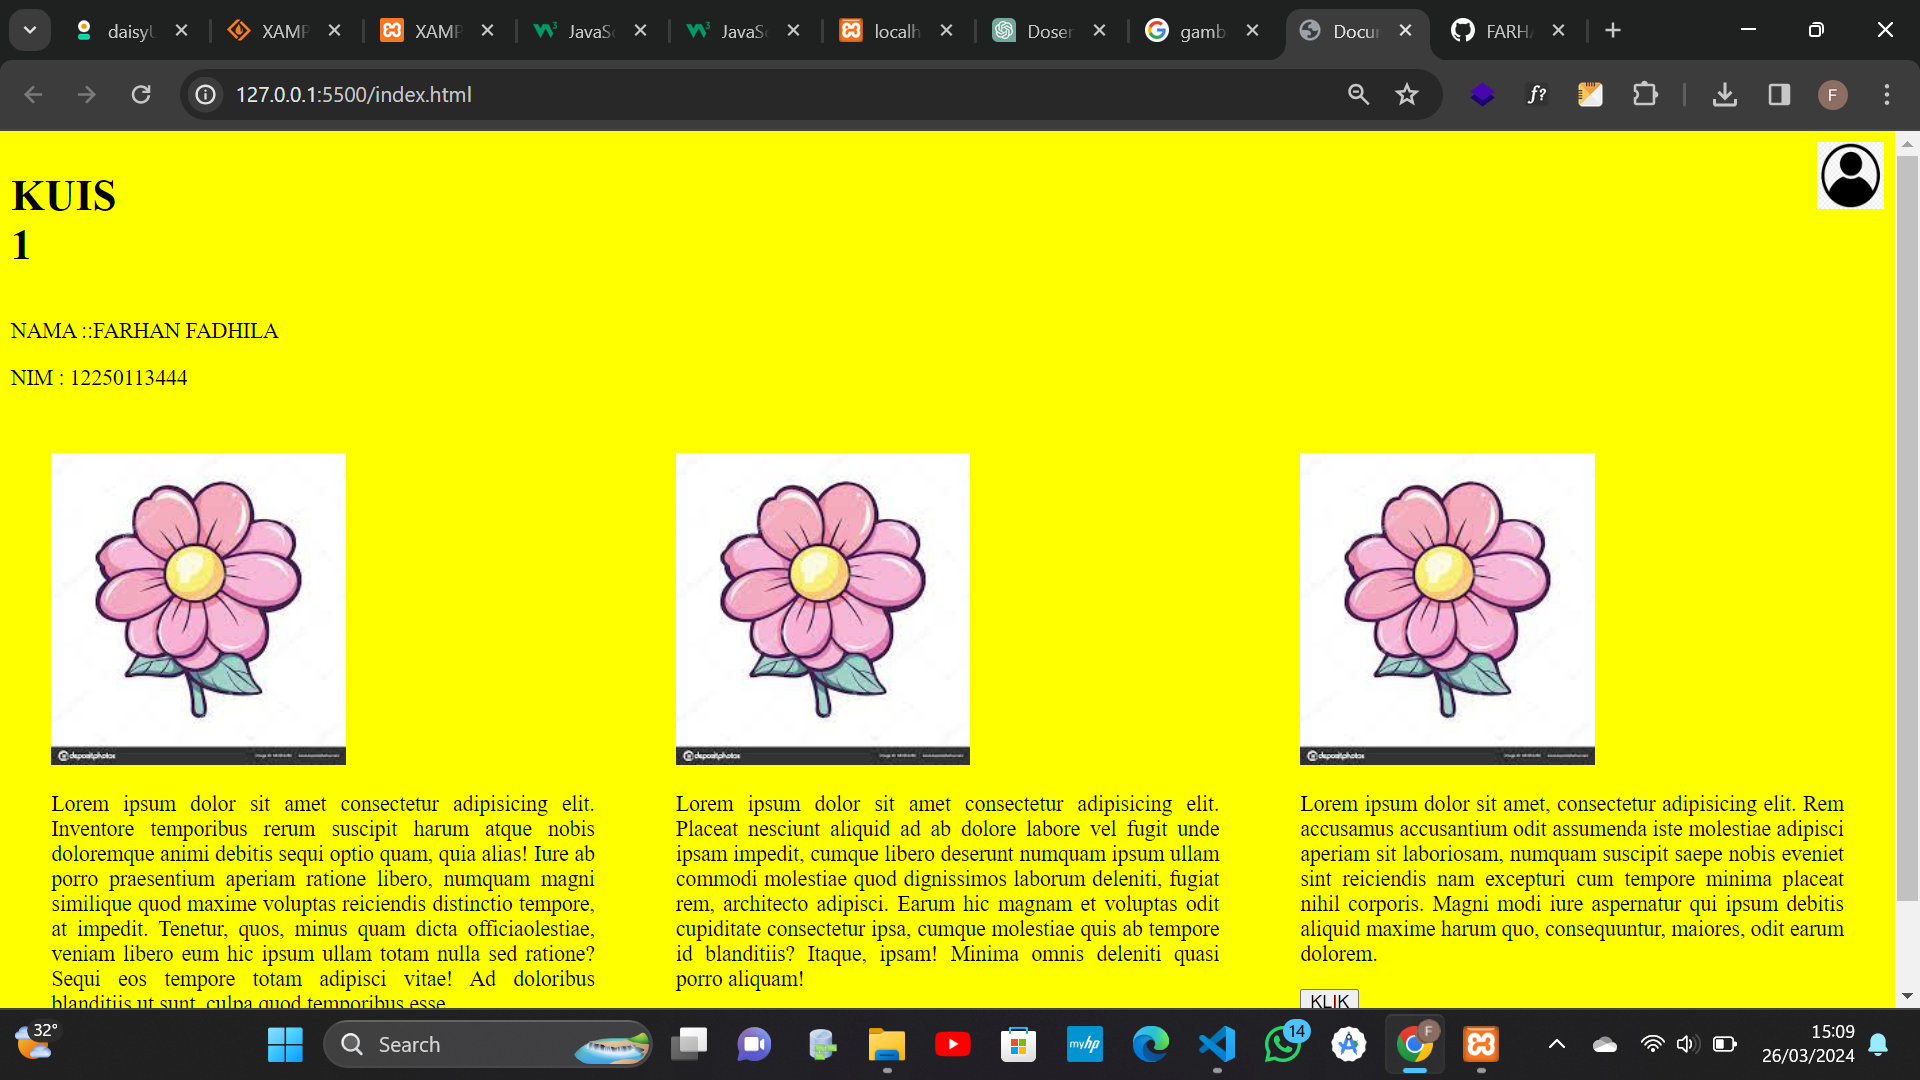 daisyU
XAMP
XAMP
JavaSc
JavaSc
localh
Doser
gamb
Docu
FARH
127.0.0.1:5500/index.html
f?
F
KUIS
1
NAMA ::FARHAN FADHILA
NIM : 12250113444
depositphotos
depositphotos
depositphotos
Lorem ipsum dolor sit amet consectetur adipisicing elit.
Inventore temporibus rerum suscipit harum atque nobis
doloremque animi debitis sequi optio quam, quia alias! Iure ab
porro praesentium aperiam ratione libero, numquam magni
similique quod maxime voluptas reiciendis distinctio tempore,
at impedit. Tenetur, quos, minus quam dicta officiaolestiae,
veniam libero eum hic ipsum ullam totam nulla sed ratione?
Sequi eos tempore totam adipisci vitae! Ad doloribus
blanditiis ut sunt, culpa quod temporibus esse
Lorem ipsum dolor sit amet consectetur adipisicing elit.
Placeat nesciunt aliquid ad ab dolore labore vel fugit unde
ipsam impedit, cumque libero deserunt numquam ipsum ullam
commodi molestiae quod dignissimos laborum deleniti, fugiat
rem, architecto adipisci. Earum hic magnam et voluptas odit
cupiditate consectetur ipsa, cumque molestiae quis ab tempore
id blanditiis? Itaque, ipsam! Minima omnis deleniti quasi
porro aliquam!
Lorem ipsum dolor sit amet, consectetur adipisicing elit. Rem
accusamus accusantium odit assumenda iste molestiae adipisci
aperiam sit laboriosam, numquam suscipit saepe nobis eveniet
sint reiciendis nam excepturi cum tempore minima placeat
nihil corporis. Magni modi iure aspernatur qui ipsum debitis
aliquid maxime harum quo, consequuntur, maiores, odit earum
dolorem.
KLIK
32°
Search
myhp
14
F
15:09
26/03/2024